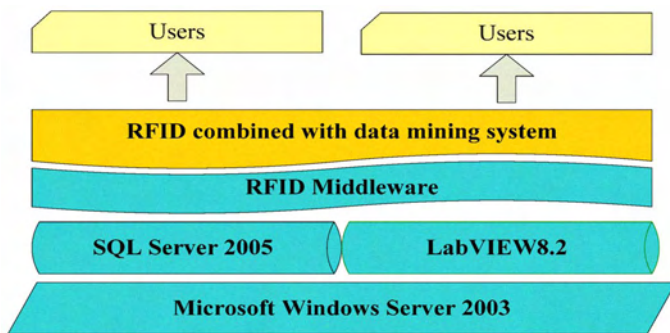 Users
Users
RFID combined with data mining system
RFID Middleware
SQL Server 2005
LabVIEW8.2
Microsoft Windows Server 2003